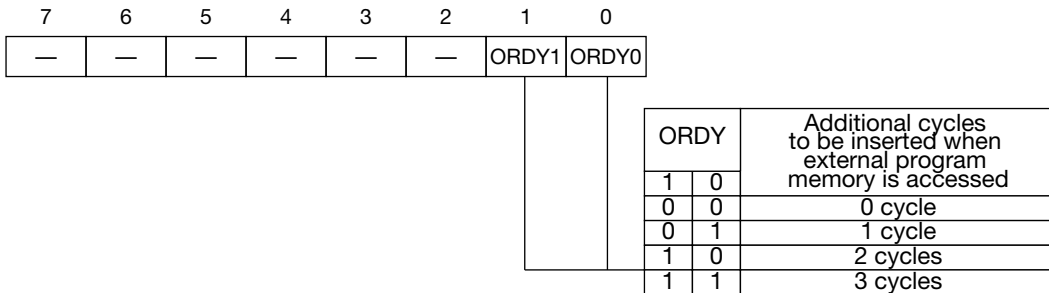 7 6 5 4 3 2 1 0
— — — — — — ORDY1 ORDY0
ORDY Additional cycles
to be inserted when
external program
1 0 memory is accessed
0 0 0 cycle
0 1 1 cycle
1 0 2 cycles
1 1 3 cycles